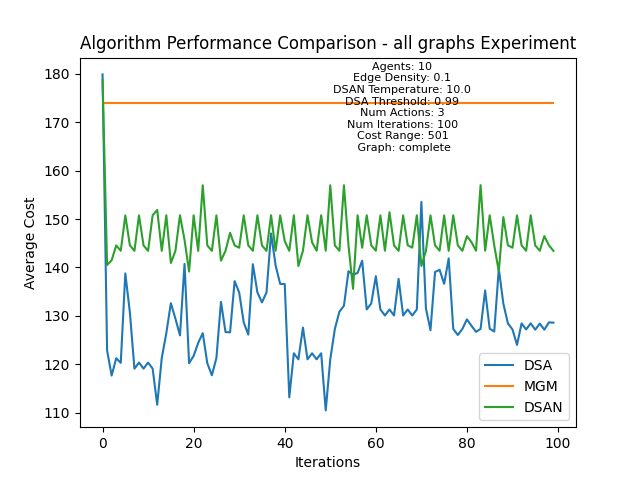 Algorithm Performance Comparison - all graphs Experiment
Agents: 10
Edge Density: 0.1
DSAN Temperature: 10.0
DSA Threshold: 0.99
Num Actions: 3
Num Iterations: 100
Cost Range: 501
Graph: complete
Average Cost
180
170
160
150
140
130
120
110
0
20
40
60
80
100
Iterations
DSA
MGM
DSAN